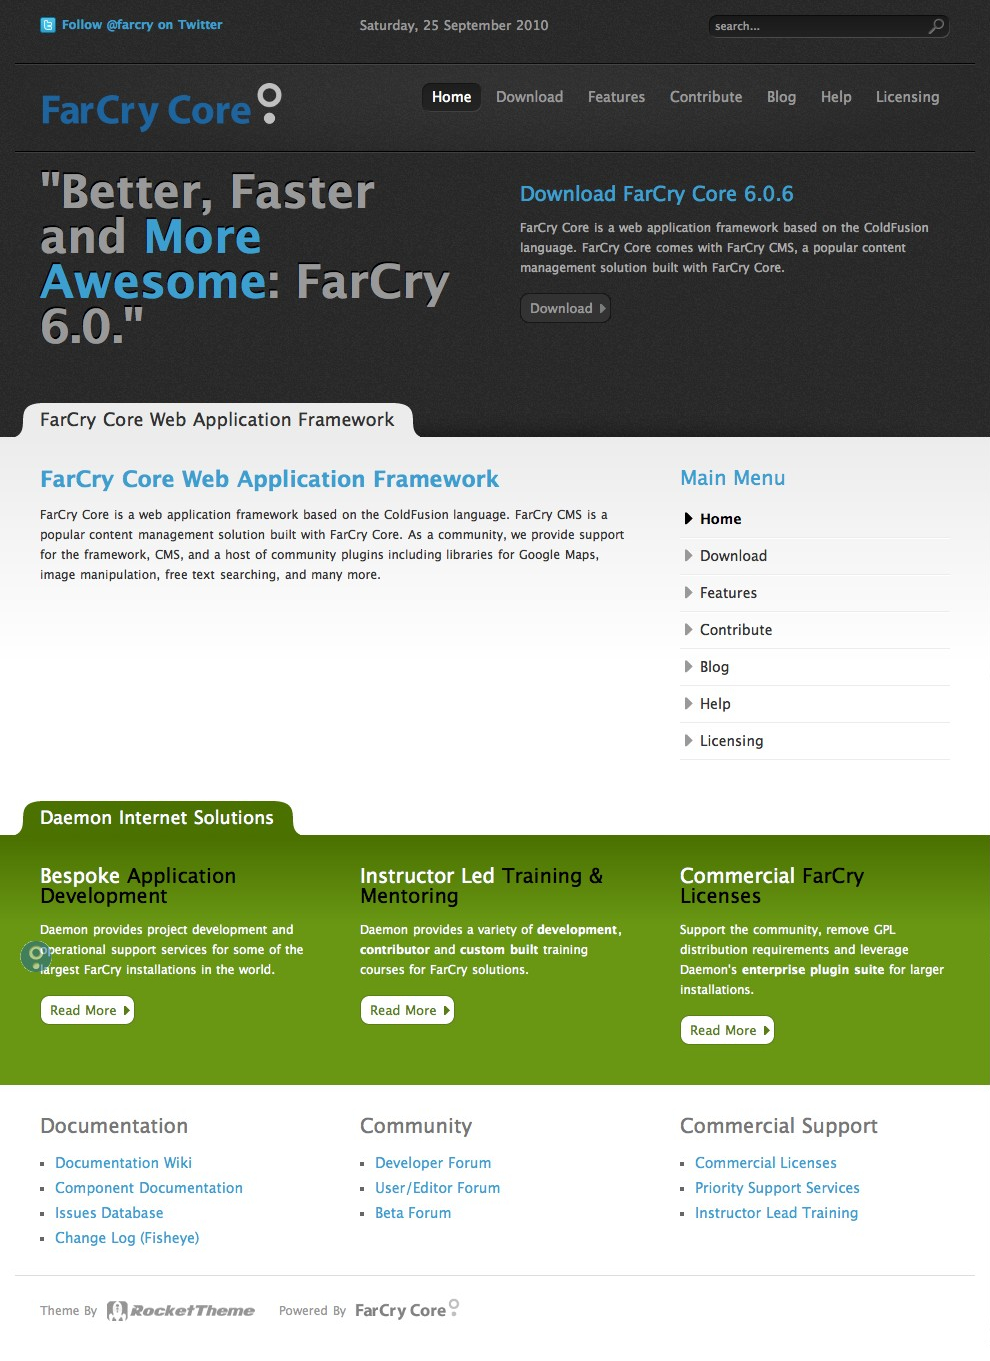 Follow @farcry on Twitter
Saturday, 25 September 2010
search...
FarCry Core
Home Download Features Contribute Blog Help Licensing
"Better, Faster
and More
Awesome: FarCry
6.0."
Download FarCry Core 6.0.6
FarCry Core is a web application framework based on the ColdFusion
language. FarCry Core comes with FarCry CMS, a popular content
management solution built with FarCry Core.
Download
FarCry Core Web Application Framework
FarCry Core Web Application Framework
FarCry Core is a web application framework based on the ColdFusion language. FarCry CMS is a
popular content management solution built with FarCry Core. As a community, we provide support
for the framework, CMS, and a host of community plugins including libraries for Google Maps,
image manipulation, free text searching, and many more.
Main Menu
Home
Download
Features
Contribute
Blog
Help
Licensing
Daemon Internet Solutions
Bespoke Application
Development
Daemon provides project development and
operational support services for some of the
largest FarCry installations in the world.
Read More
Instructor Led Training &
Mentoring
Daemon provides a variety of development,
contributor and custom built training
courses for FarCry solutions.
Read More
Commercial FarCry
Licenses
Support the community, remove GPL
distribution requirements and leverage
Daemon's enterprise plugin suite for larger
installations.
Read More
Documentation
Documentation Wiki
Component Documentation
Issues Database
Change Log (Fisheye)
Community
Developer Forum
User/Editor Forum
Beta Forum
Commercial Support
Commercial Licenses
Priority Support Services
Instructor Lead Training
Theme By RocketTheme Powered By FarCry Core